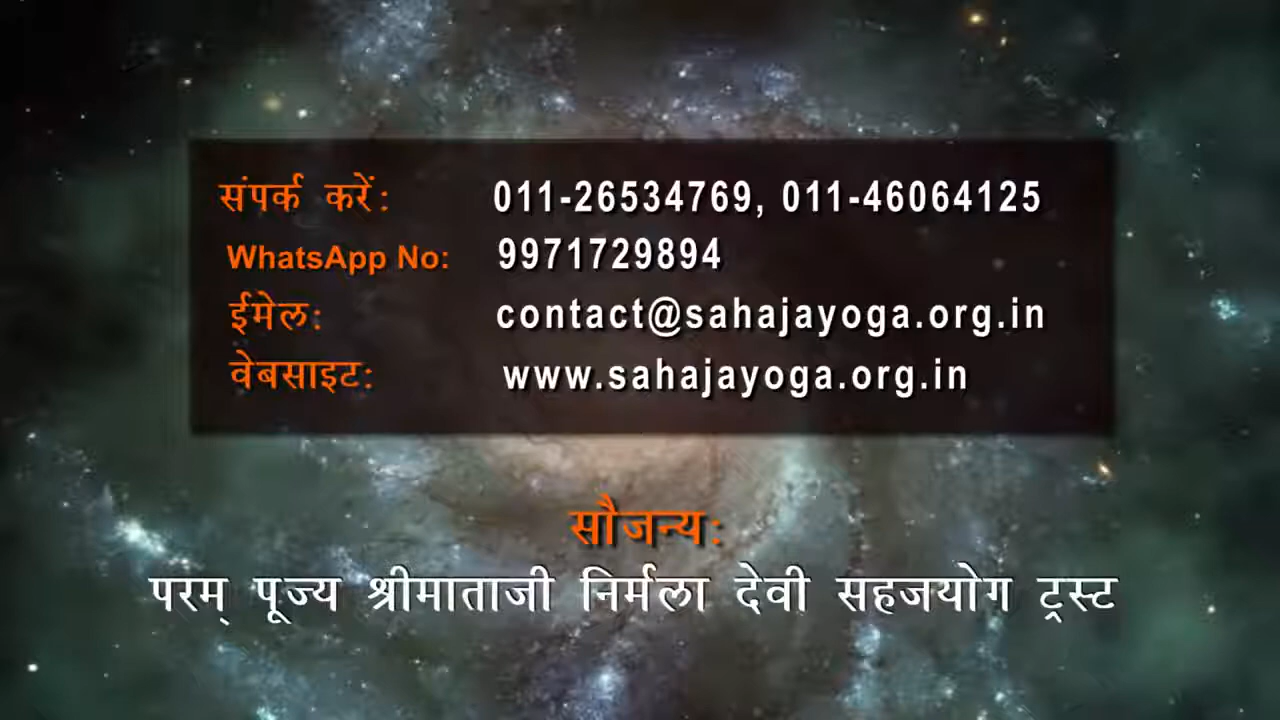 संपर्क करें: 011-26534769, 011-46064125
WhatsApp No: 9971729894
ईमेल: contact@sahajayoga.org.in
वेबसाइट: www.sahajayoga.org.in
सौजन्य:
परम् पूज्य श्रीमाताजी निर्मला देवी सहजयोग ट्रस्ट